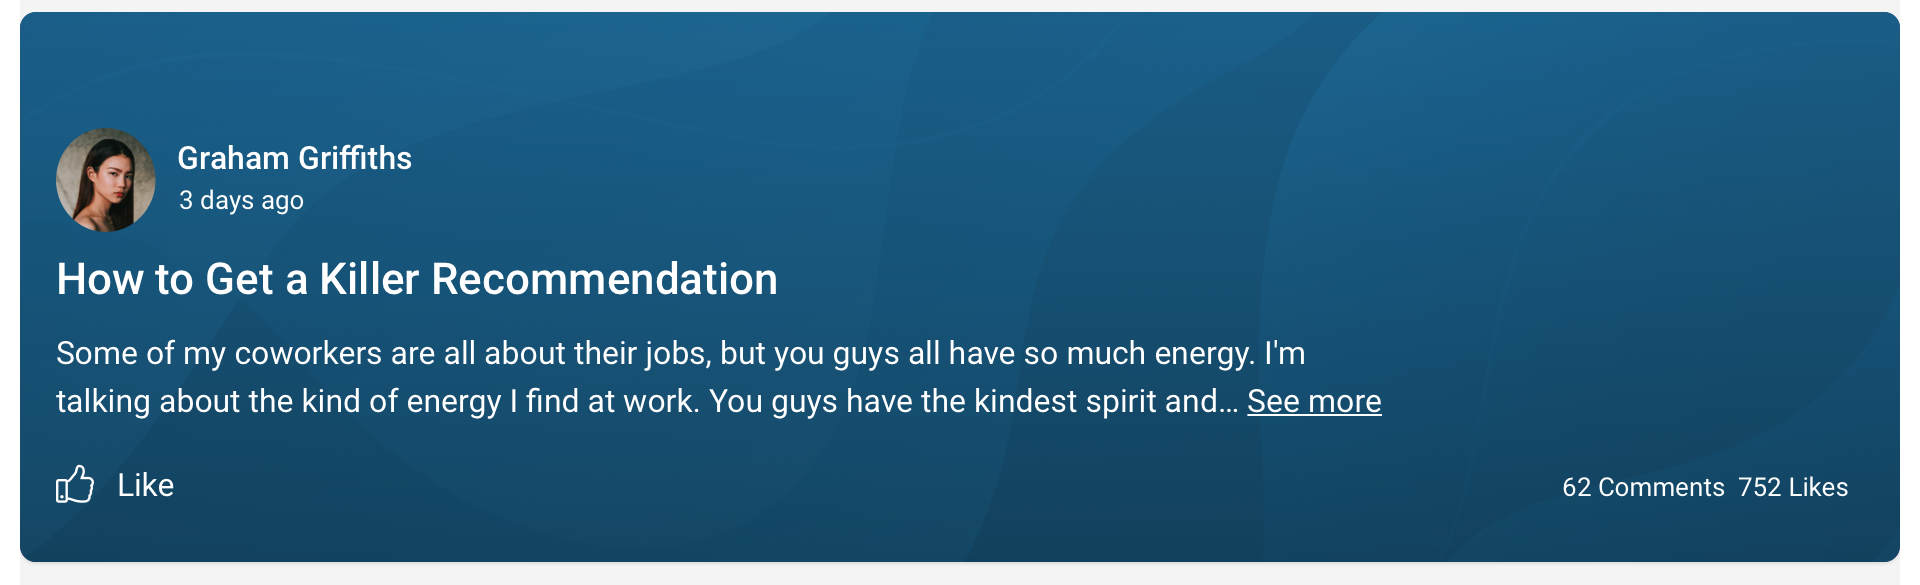 Graham Griffiths
3 days ago
How to Get a Killer Recommendation
Some of my coworkers are all about their jobs, but you guys all have so much energy. I'm
talking about the kind of energy I find at work. You guys have the kindest spirit and... See more
Like
62 Comments 752 Likes